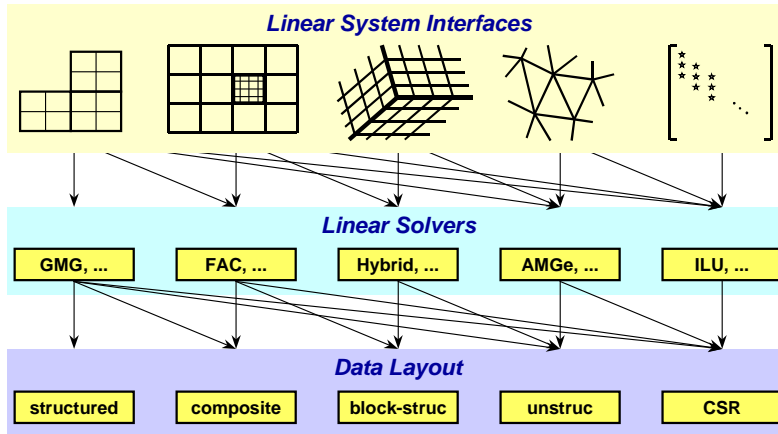 Linear System Interfaces
Linear Solvers
GMG, ...
FAC, ...
Hybrid, ...
AMGe, ...
ILU, ...
Data Layout
structured
composite
block-struc
unstruc
CSR